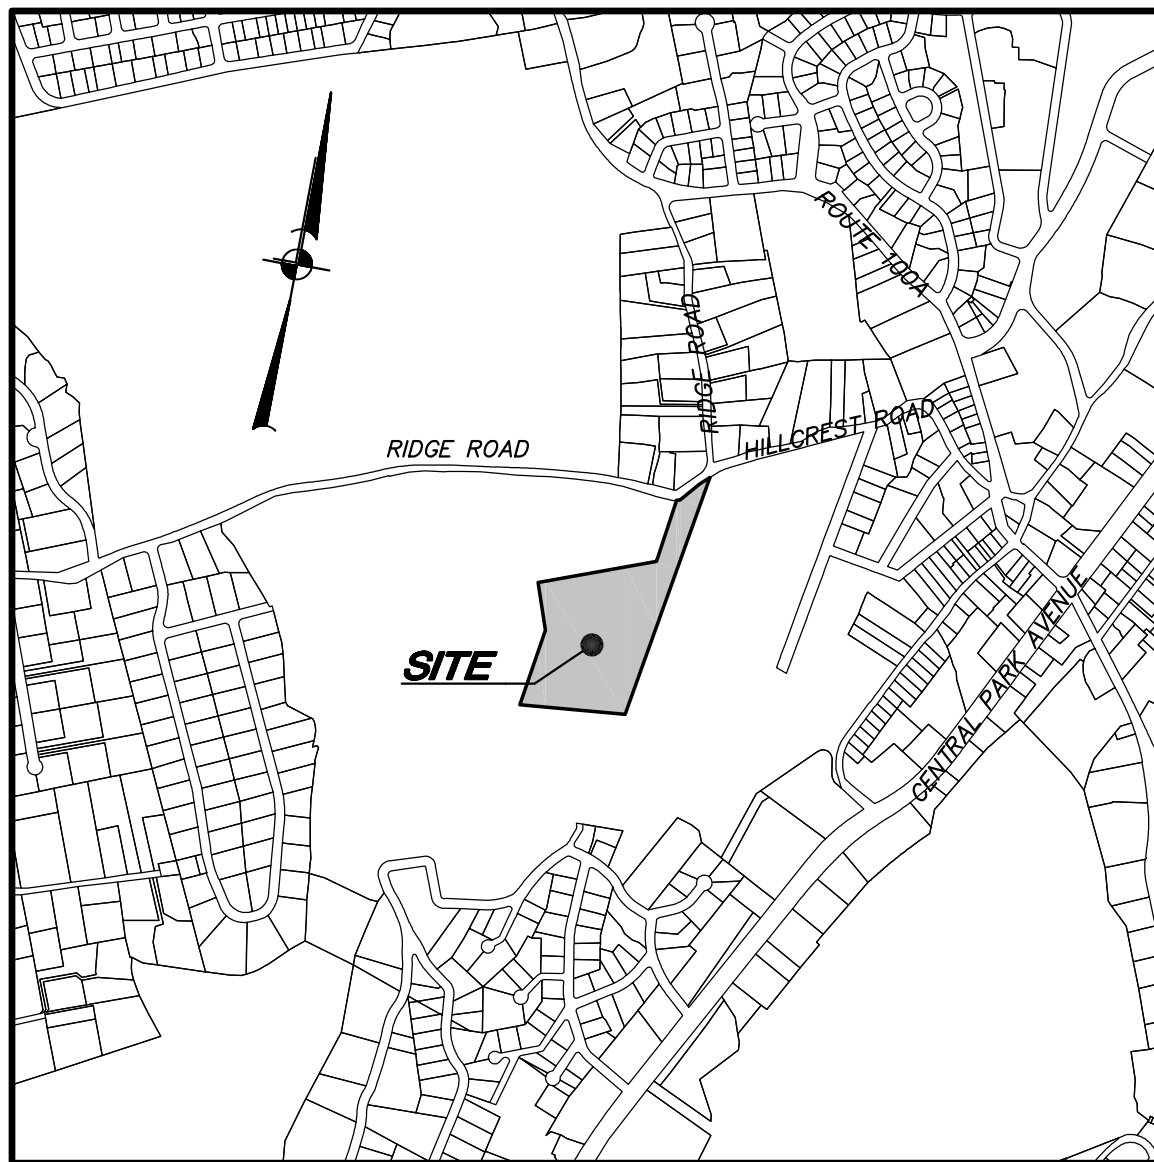 ROUTE 100A
RIDGE ROAD
HILLCREST ROAD
RIDGE ROAD
CENTRAL PARK AVENUE
SITE